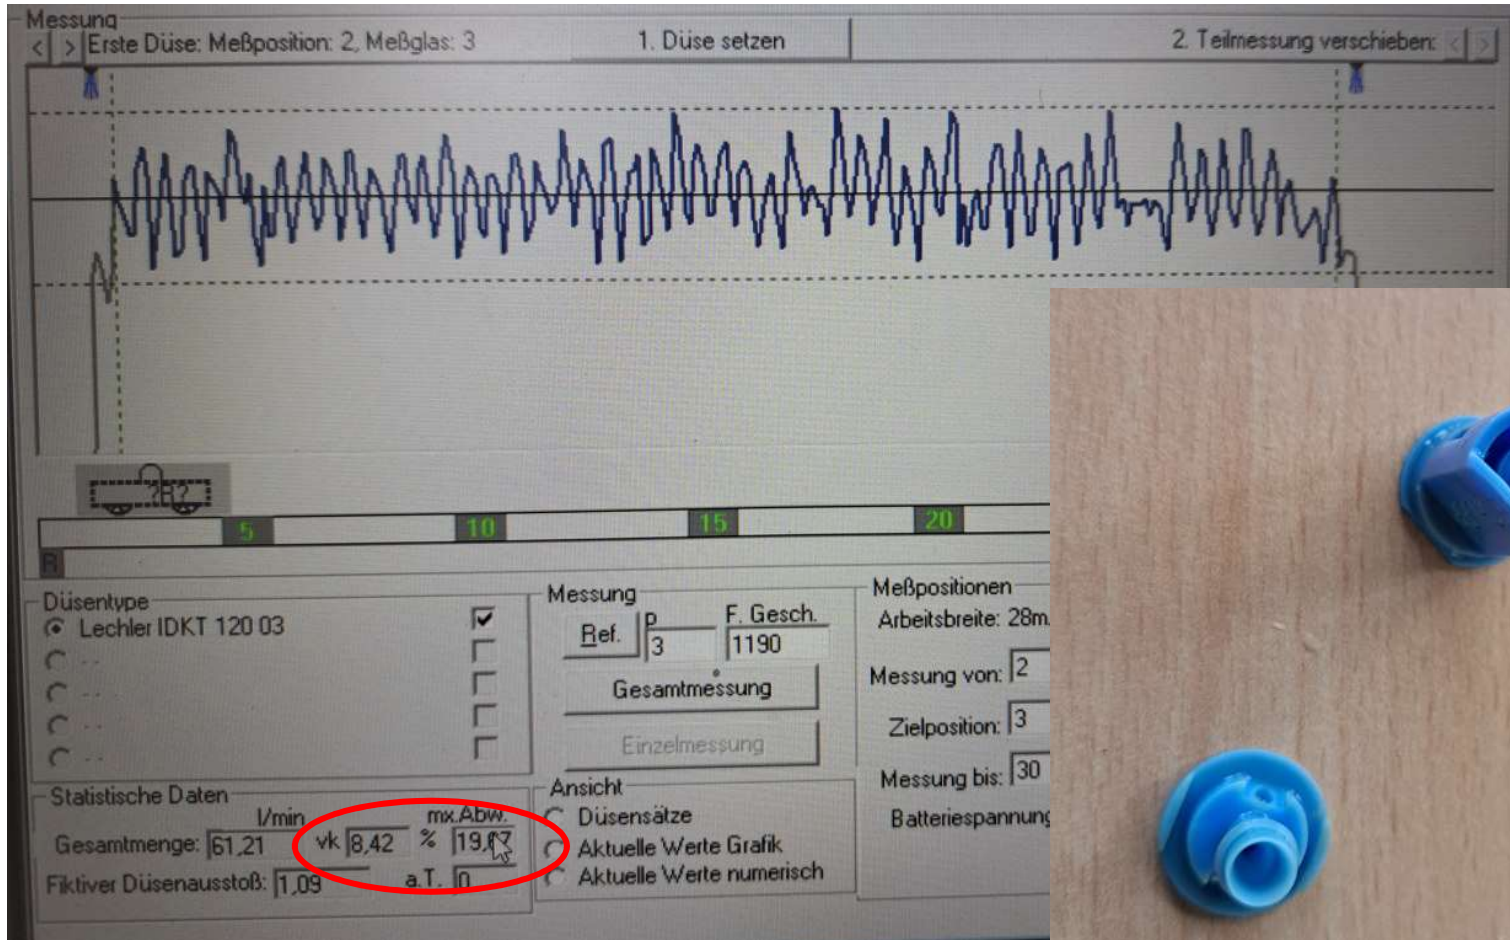 Messung
< > Erste Düse: Meßposition: 2, Meßglas: 3
1. Düse setzen
2. Teilmessung verschieben: < >
?R?
5 10 15 20
R
Düsentype
Lechler IDKT 120 03
. .
. .
. .
. .
Statistische Daten
l/min
mx.Abw.
Gesamtmenge: 61,21 vk 8,42 %
Fiktiver Düsenausstoß: 1,09 a.T. 0
Messung
Ref.
p
3
F. Gesch.
1190
Gesamtmessung
Einzelmessung
Ansicht
Düsensätze
Aktuelle Werte Grafik
Aktuelle Werte numerisch
Meßpositionen
Arbeitsbreite: 28m
Messung von: 2
Zielposition: 3
Messung bis: 30
Batteriespannung